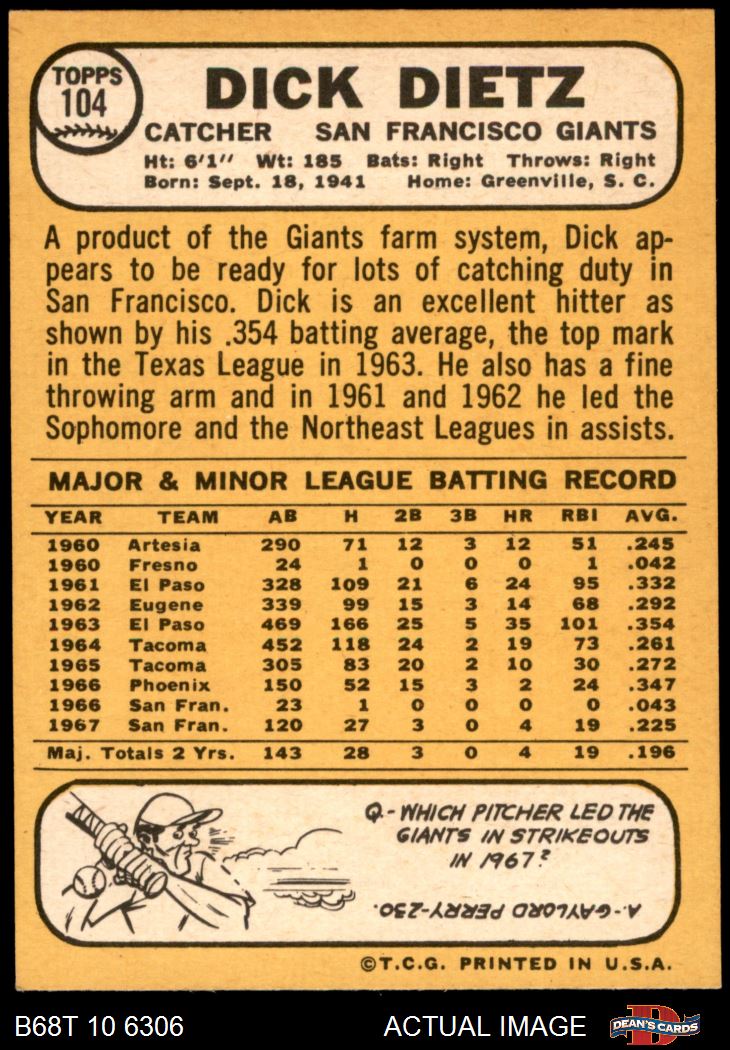 TOPPS
104
DICK DIETZ
CATCHER SAN FRANCISCO GIANTS
Ht: 6'1" Wt: 185 Bats: Right Throws: Right
Born: Sept. 18, 1941 Home: Greenville, S. C.
A product of the Giants farm system, Dick ap-
pears to be ready for lots of catching duty in
San Francisco. Dick is an excellent hitter as
shown by his .354 batting average, the top mark
in the Texas League in 1963. He also has a fine
throwing arm and in 1961 and 1962 he led the
Sophomore and the Northeast Leagues in assists.
MAJOR & MINOR LEAGUE BATTING RECORD
YEAR TEAM AB H 2B 3B HR RBI AVG.
1960 Artesia 290 71 12 3 12 51 .245
1960 Fresno 24 1 0 0 0 1 .042
1961 El Paso 328 109 21 6 24 95 .332
1962 Eugene 339 99 15 3 14 68 .292
1963 El Paso 469 166 25 5 35 101 .354
1964 Tacoma 452 118 24 2 19 73 .261
1965 Tacoma 305 83 20 2 10 30 .272
1966 Phoenix 150 52 15 3 2 24 .347
1966 San Fran. 23 1 0 0 0 0 .043
1967 San Fran. 120 27 3 0 4 19 .225
Maj. Totals 2 Yrs. 143 28 3 0 4 19 .196
Q.- WHICH PITCHER LED THE
GIANTS IN STRIKEOUTS
IN 1967?
A.-GAYLORD PERRY-230.
©T.C.G. PRINTED IN U.S.A.
B68T 10 6306 ACTUAL IMAGE
D
DEAN'S CARDS